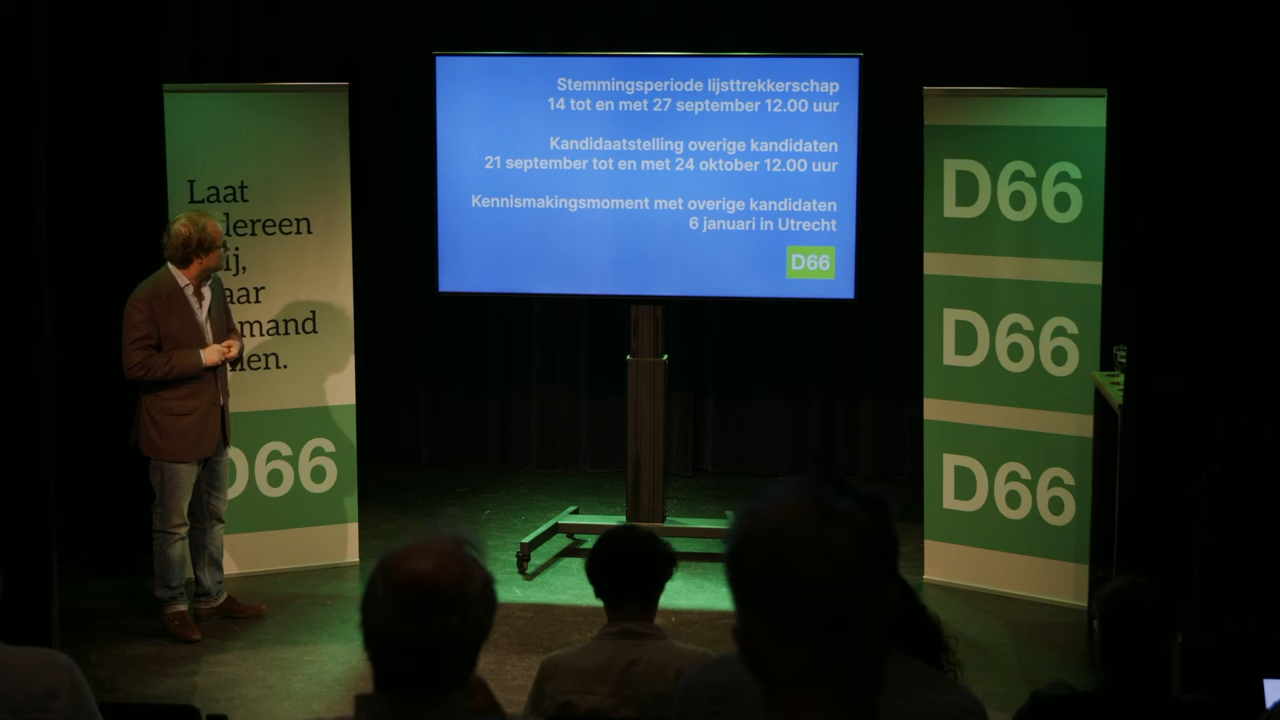 Laat
dereen
ij,
aar
mand
len.
D66
Stemmingsperiode lijsttrekkerschap
14 tot en met 27 september 12.00 uur
Kandidaatstelling overige kandidaten
21 september tot en met 24 oktober 12.00 uur
Kennismakingsmoment met overige kandidaten
6 januari in Utrecht
D66
D66
D66
D66